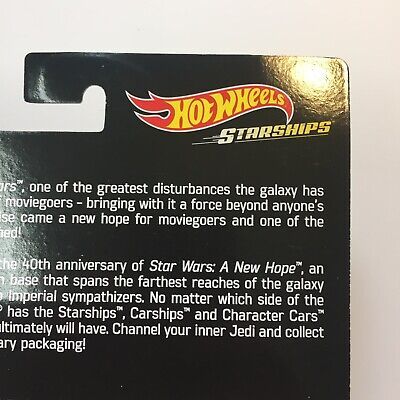 HOT WHEELS
STARSHIPS
ars™, one of the greatest disturbances the galaxy has
f moviegoers - bringing with it a force beyond anyone's
lse came a new hope for moviegoers and one of the
ned!
the 40th anniversary of Star Wars: A New Hope™, an
n base that spans the farthest reaches of the galaxy
o imperial sympathizers. No matter which side of the
® has the Starships™, Carships™ and Character Cars™
ultimately will have. Channel your inner Jedi and collect
ary packaging!